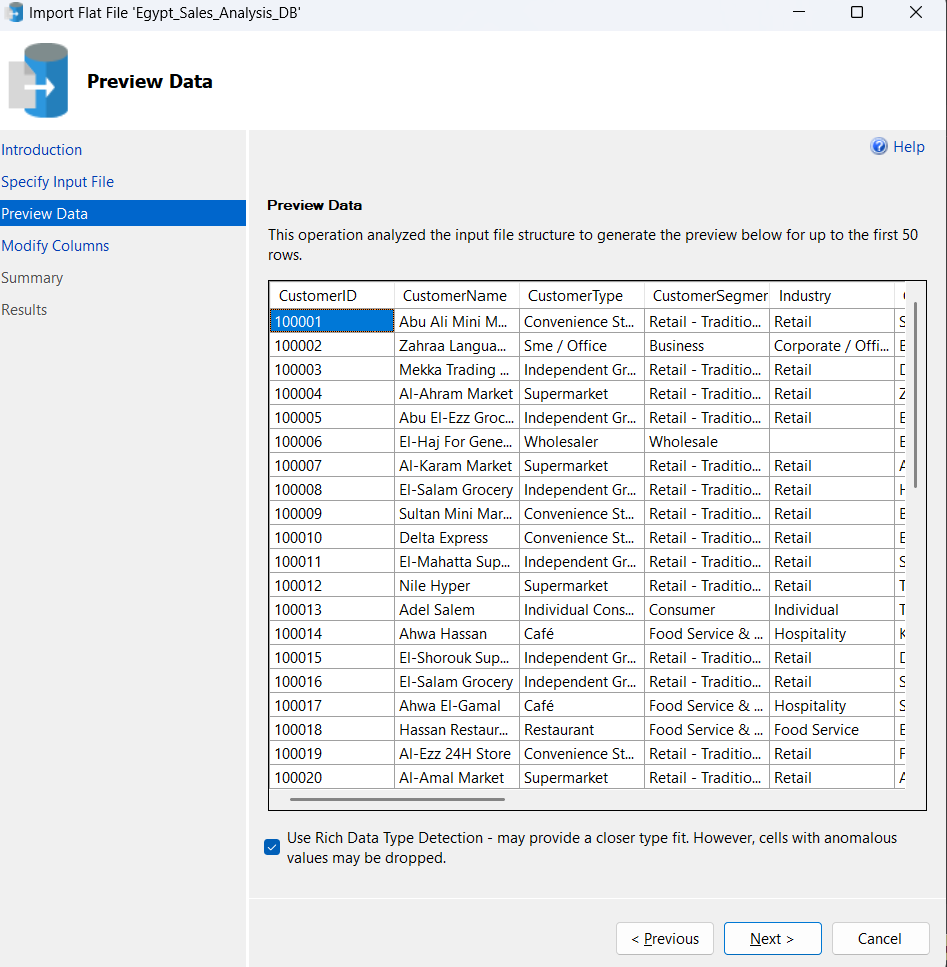 Import Flat File 'Egypt_Sales_Analysis_DB'
Preview Data
Introduction
Specify Input File
Preview Data
Modify Columns
Summary
Results
Help
Preview Data
This operation analyzed the input file structure to generate the preview below for up to the first 50
rows.
CustomerID CustomerName CustomerType CustomerSegmer Industry
100001 Abu Ali Mini M... Convenience St... Retail - Traditio... Retail
100002 Zahraa Langua... Sme / Office Business Corporate / Offi...
100003 Mekka Trading ... Independent Gr... Retail - Traditio... Retail
100004 Al-Ahram Market Supermarket Retail - Traditio... Retail
100005 Abu El-Ezz Groc... Independent Gr... Retail - Traditio... Retail
100006 El-Haj For Gene... Wholesaler Wholesale
100007 Al-Karam Market Supermarket Retail - Traditio... Retail
100008 El-Salam Grocery Independent Gr... Retail - Traditio... Retail
100009 Sultan Mini Mar... Convenience St... Retail - Traditio... Retail
100010 Delta Express Convenience St... Retail - Traditio... Retail
100011 El-Mahatta Sup... Independent Gr... Retail - Traditio... Retail
100012 Nile Hyper Supermarket Retail - Traditio... Retail
100013 Adel Salem Individual Cons... Consumer Individual
100014 Ahwa Hassan Café Food Service & ... Hospitality
100015 El-Shorouk Sup... Independent Gr... Retail - Traditio... Retail
100016 El-Salam Grocery Independent Gr... Retail - Traditio... Retail
100017 Ahwa El-Gamal Café Food Service & ... Hospitality
100018 Hassan Restaur... Restaurant Food Service & ... Food Service
100019 Al-Ezz 24H Store Convenience St... Retail - Traditio... Retail
100020 Al-Amal Market Supermarket Retail - Traditio... Retail
Use Rich Data Type Detection - may provide a closer type fit. However, cells with anomalous
values may be dropped.
< Previous Next > Cancel